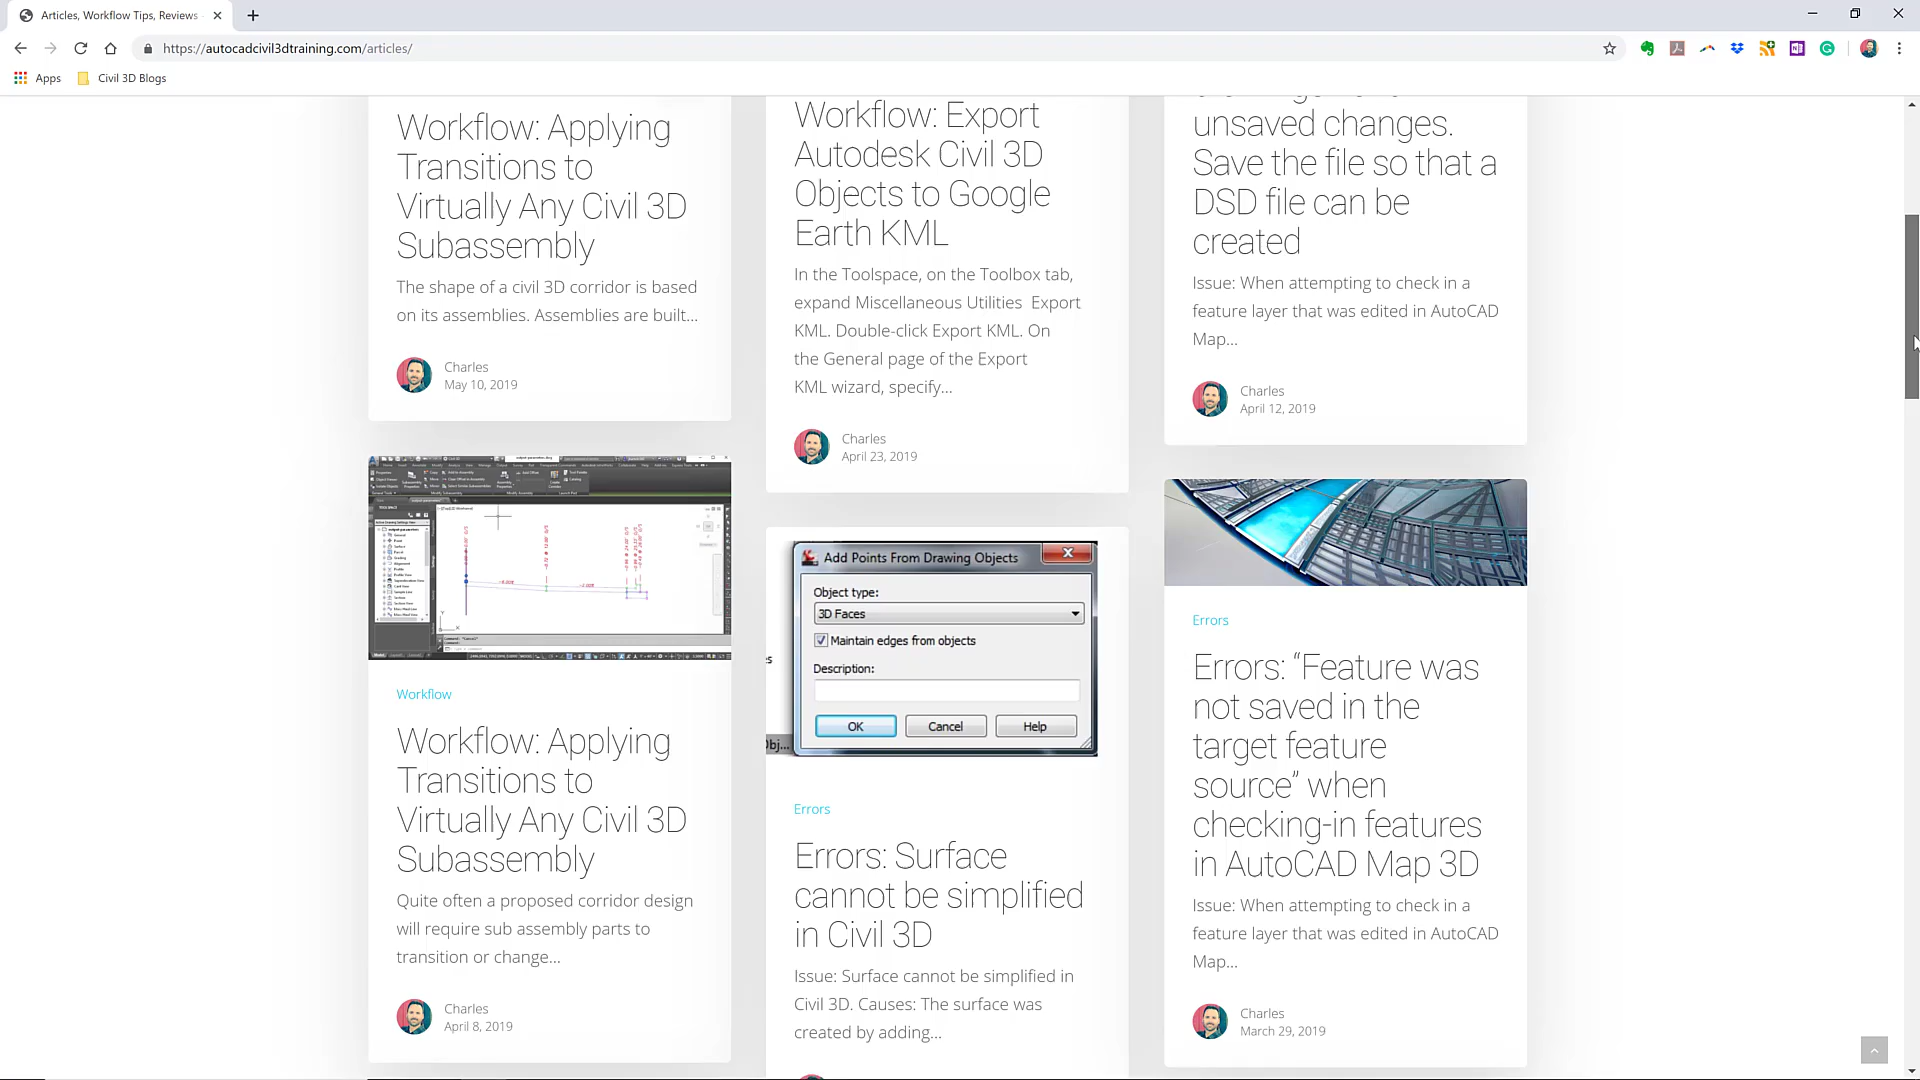 Articles, Workflow Tips, Reviews
https://autocadcivil3dtraining.com/articles/
Apps
Civil 3D Blogs
Workflow: Applying
Transitions to
Virtually Any Civil 3D
Subassembly
The shape of a civil 3D corridor is based
on its assemblies. Assemblies are built...
Charles
May 10, 2019
Workflow
Workflow: Applying
Transitions to
Virtually Any Civil 3D
Subassembly
Quite often a proposed corridor design
will require sub assembly parts to
transition or change...
Charles
April 8, 2019
Workflow: Export
Autodesk Civil 3D
Objects to Google
Earth KML
In the Toolspace, on the Toolbox tab,
expand Miscellaneous Utilities Export
KML. Double-click Export KML. On
the General page of the Export
KML wizard, specify...
Charles
April 23, 2019
Add Points From Drawing Objects
Object type:
3D Faces
Maintain edges from objects
Description:
OK
Cancel
Help
Errors
Errors: Surface
cannot be simplified
in Civil 3D
Issue: Surface cannot be simplified in
Civil 3D. Causes: The surface was
created by adding...
unsaved changes.
Save the file so that a
DSD file can be
created
Issue: When attempting to check in a
feature layer that was edited in AutoCAD
Map...
Charles
April 12, 2019
Errors
Errors: “Feature was
not saved in the
target feature
source” when
checking-in features
in AutoCAD Map 3D
Issue: When attempting to check in a
feature layer that was edited in AutoCAD
Map...
Charles
March 29, 2019